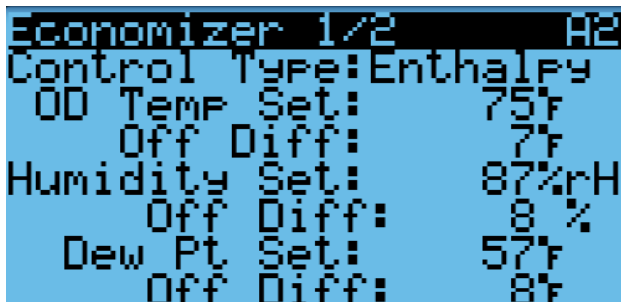 Economizer 1/2 A2
Control Type:Enthalpy
OD Temp Set: 75°F
Off Diff: 7°F
Humidity Set: 87%rH
Off Diff: 8 %
Dew Pt Set: 57°F
Off Diff: 8°F